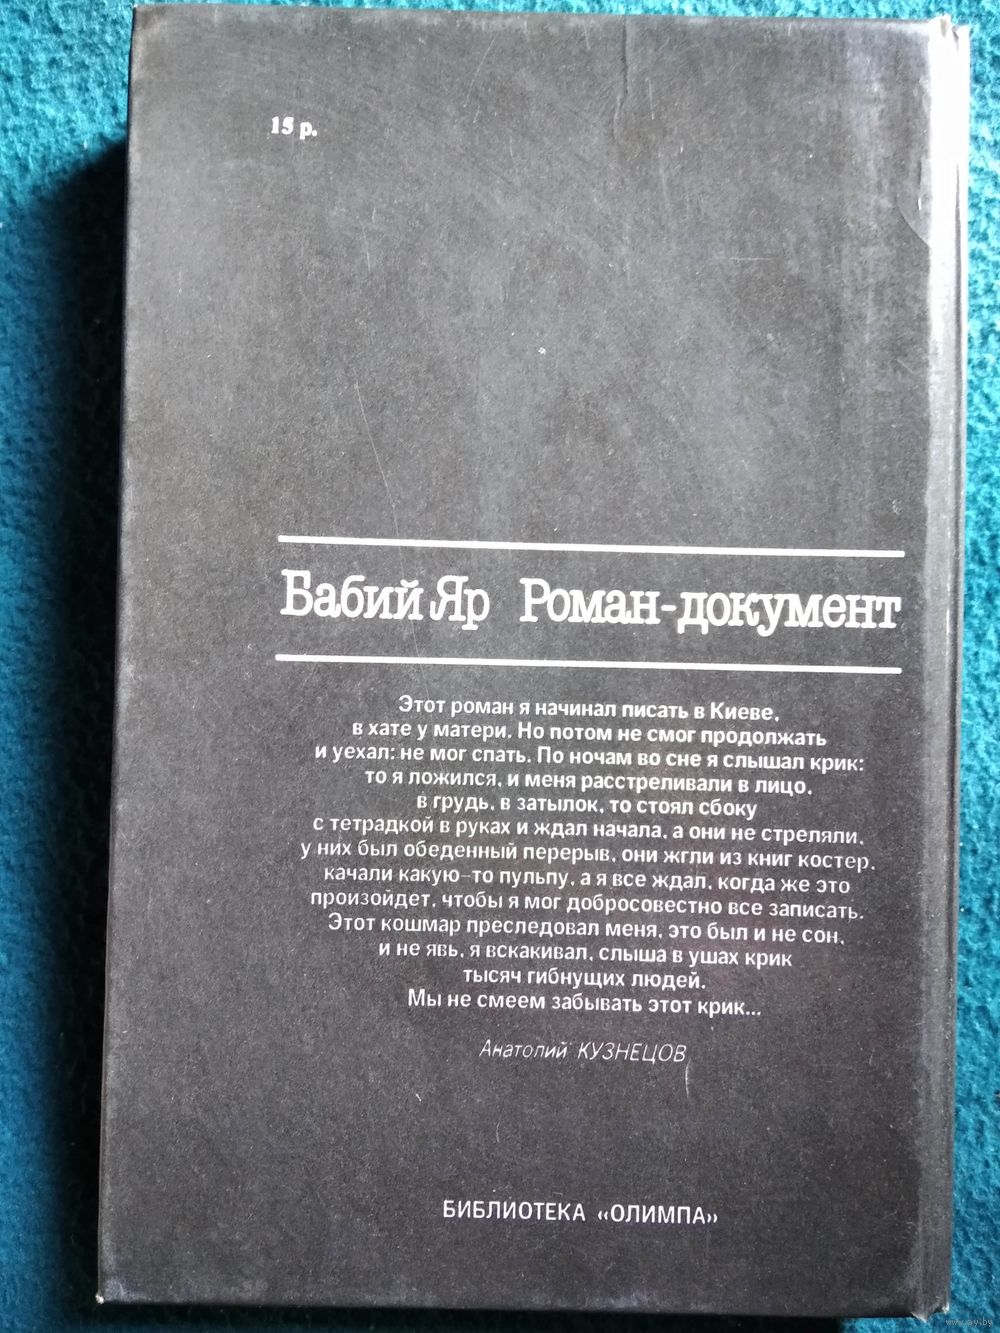 15 р.
Бабий Яр Роман-документ
Этот роман я начинал писать в Киеве,
в хате у матери. Но потом не смог продолжать
и уехал: не мог спать. По ночам во сне я слышал крик:
то я ложился, и меня расстреливали в лицо,
в грудь, в затылок, то стоял сбоку
с тетрадкой в руках и ждал начала, а они не стреляли,
у них был обеденный перерыв, они жгли из книг костер,
качали какую-то пульпу, а я все ждал, когда же это
произойдет, чтобы я мог добросовестно все записать.
Этот кошмар преследовал меня, это был и не сон,
и не явь, я вскакивал, слыша в ушах крик
тысяч гибнущих людей.
Мы не смеем забывать этот крик...
Анатолий КУЗНЕЦОВ
БИБЛИОТЕКА «ОЛИМПА»
www.ay.by